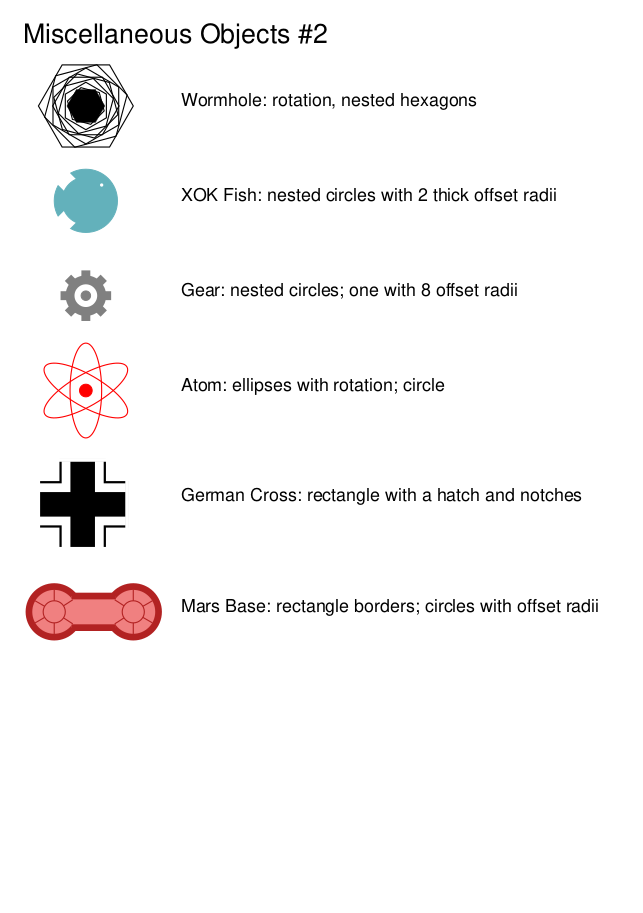 Miscellaneous Objects #2
Wormhole: rotation, nested hexagons
XOK Fish: nested circles with 2 thick offset radii
Gear: nested circles; one with 8 offset radii
Atom: ellipses with rotation; circle
German Cross: rectangle with a hatch and notches
Mars Base: rectangle borders; circles with offset radii